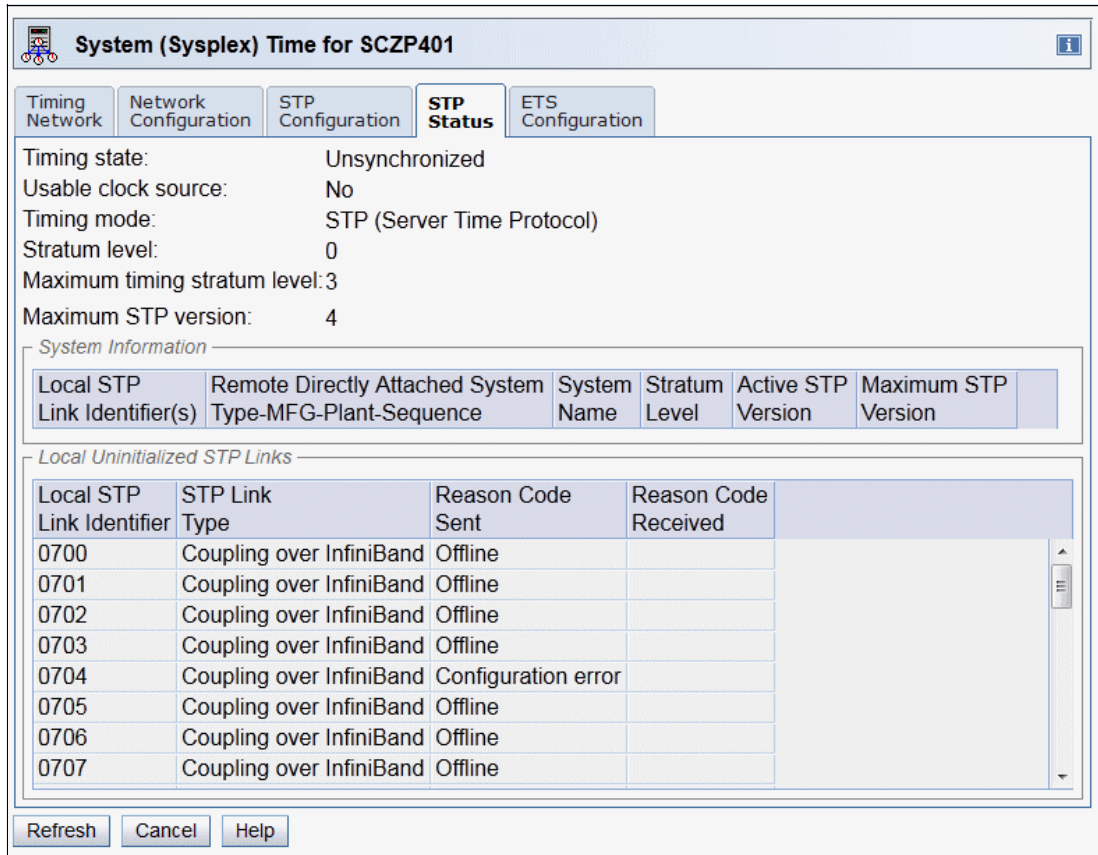 System (Sysplex) Time for SCZP401
Timing Network
Network Configuration
STP Configuration
STP Status
ETS Configuration
Timing state: Unsynchronized
Usable clock source: No
Timing mode: STP (Server Time Protocol)
Stratum level: 0
Maximum timing stratum level: 3
Maximum STP version: 4
System Information
Local STP Link Identifier(s) Remote Directly Attached System Type-MFG-Plant-Sequence System Name Stratum Level Active STP Version Maximum STP Version
Local Uninitialized STP Links
Local STP Link Identifier STP Link Type Reason Code Sent Reason Code Received
0700 Coupling over InfiniBand Offline
0701 Coupling over InfiniBand Offline
0702 Coupling over InfiniBand Offline
0703 Coupling over InfiniBand Offline
0704 Coupling over InfiniBand Configuration error
0705 Coupling over InfiniBand Offline
0706 Coupling over InfiniBand Offline
0707 Coupling over InfiniBand Offline
Refresh Cancel Help